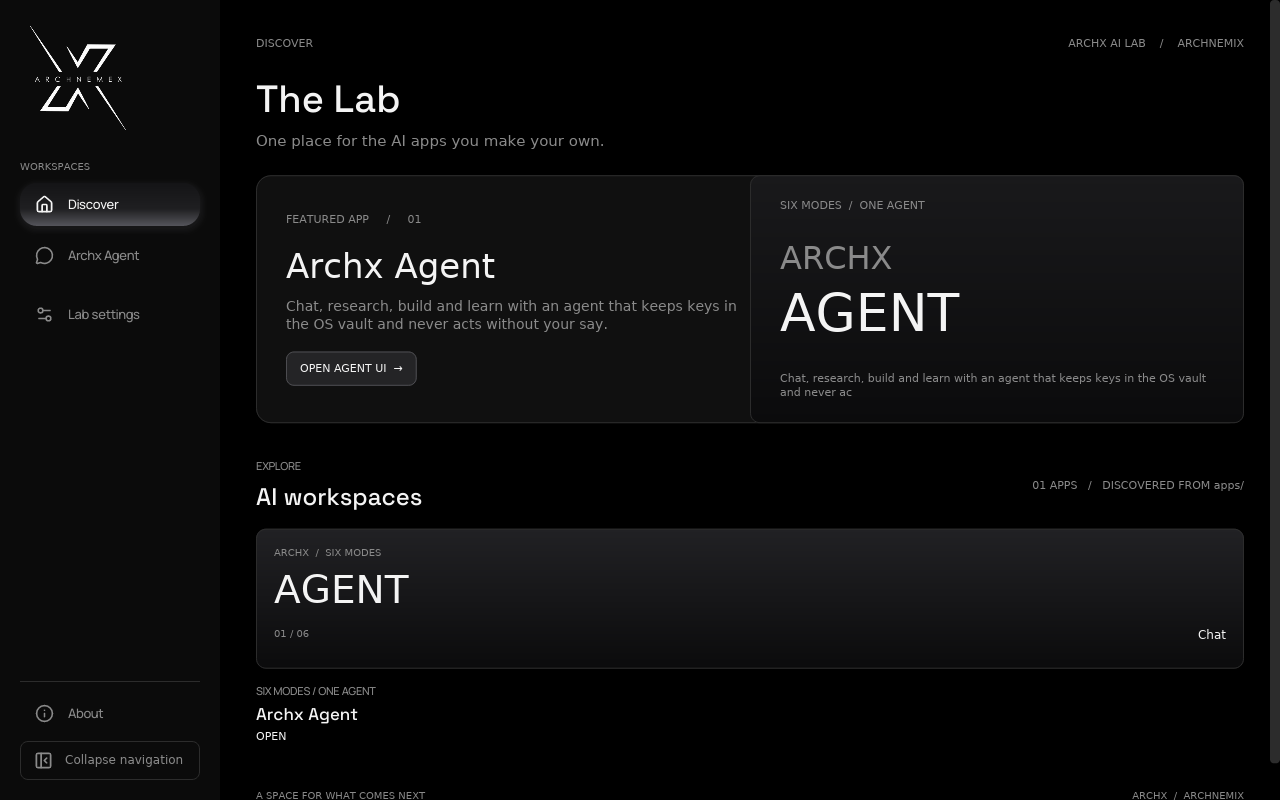 ARCHNEMEX
WORKSPACES
Discover
Archx Agent
Lab settings
About
Collapse navigation
DISCOVER
ARCHX AI LAB / ARCHNEMIX
The Lab
One place for the AI apps you make your own.
FEATURED APP / 01
Archx Agent
Chat, research, build and learn with an agent that keeps keys in
the OS vault and never acts without your say.
OPEN AGENT UI →
SIX MODES / ONE AGENT
ARCHX
AGENT
Chat, research, build and learn with an agent that keeps keys in the OS vault
and never ac
EXPLORE
AI workspaces
01 APPS / DISCOVERED FROM apps/
ARCHX / SIX MODES
AGENT
01 / 06
Chat
SIX MODES / ONE AGENT
Archx Agent
OPEN
A SPACE FOR WHAT COMES NEXT
ARCHX / ARCHNEMIX